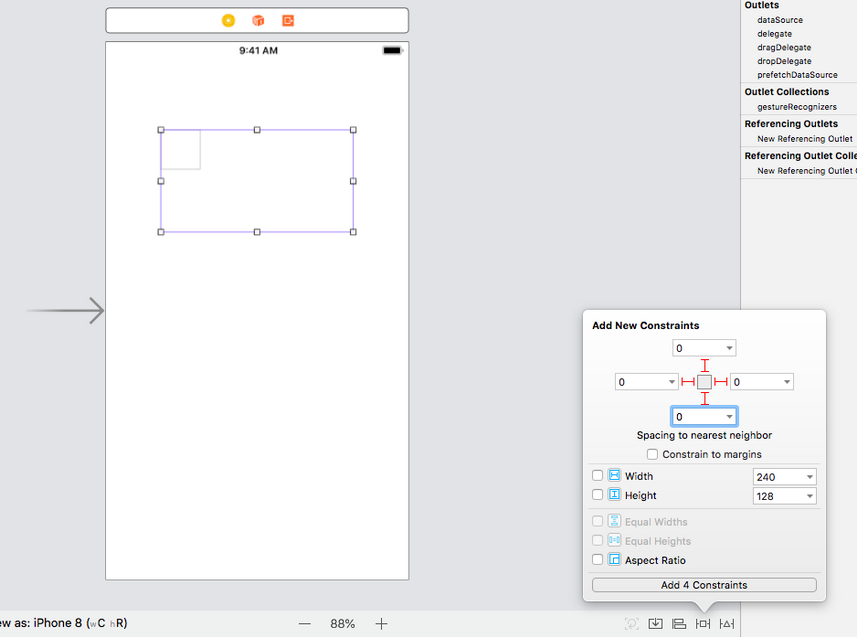 9:41 AM
Outlets
dataSource
delegate
dragDelegate
dropDelegate
prefetchDataSource
Outlet Collections
gestureRecognizers
Referencing Outlets
New Referencing Outlet
Referencing Outlet Colle
New Referencing Outlet C
Add New Constraints
0
0
0
0
Spacing to nearest neighbor
Constrain to margins
Width
240
Height
128
Equal Widths
Equal Heights
Aspect Ratio
Add 4 Constraints
ew as: iPhone 8 (wC hR)
88%